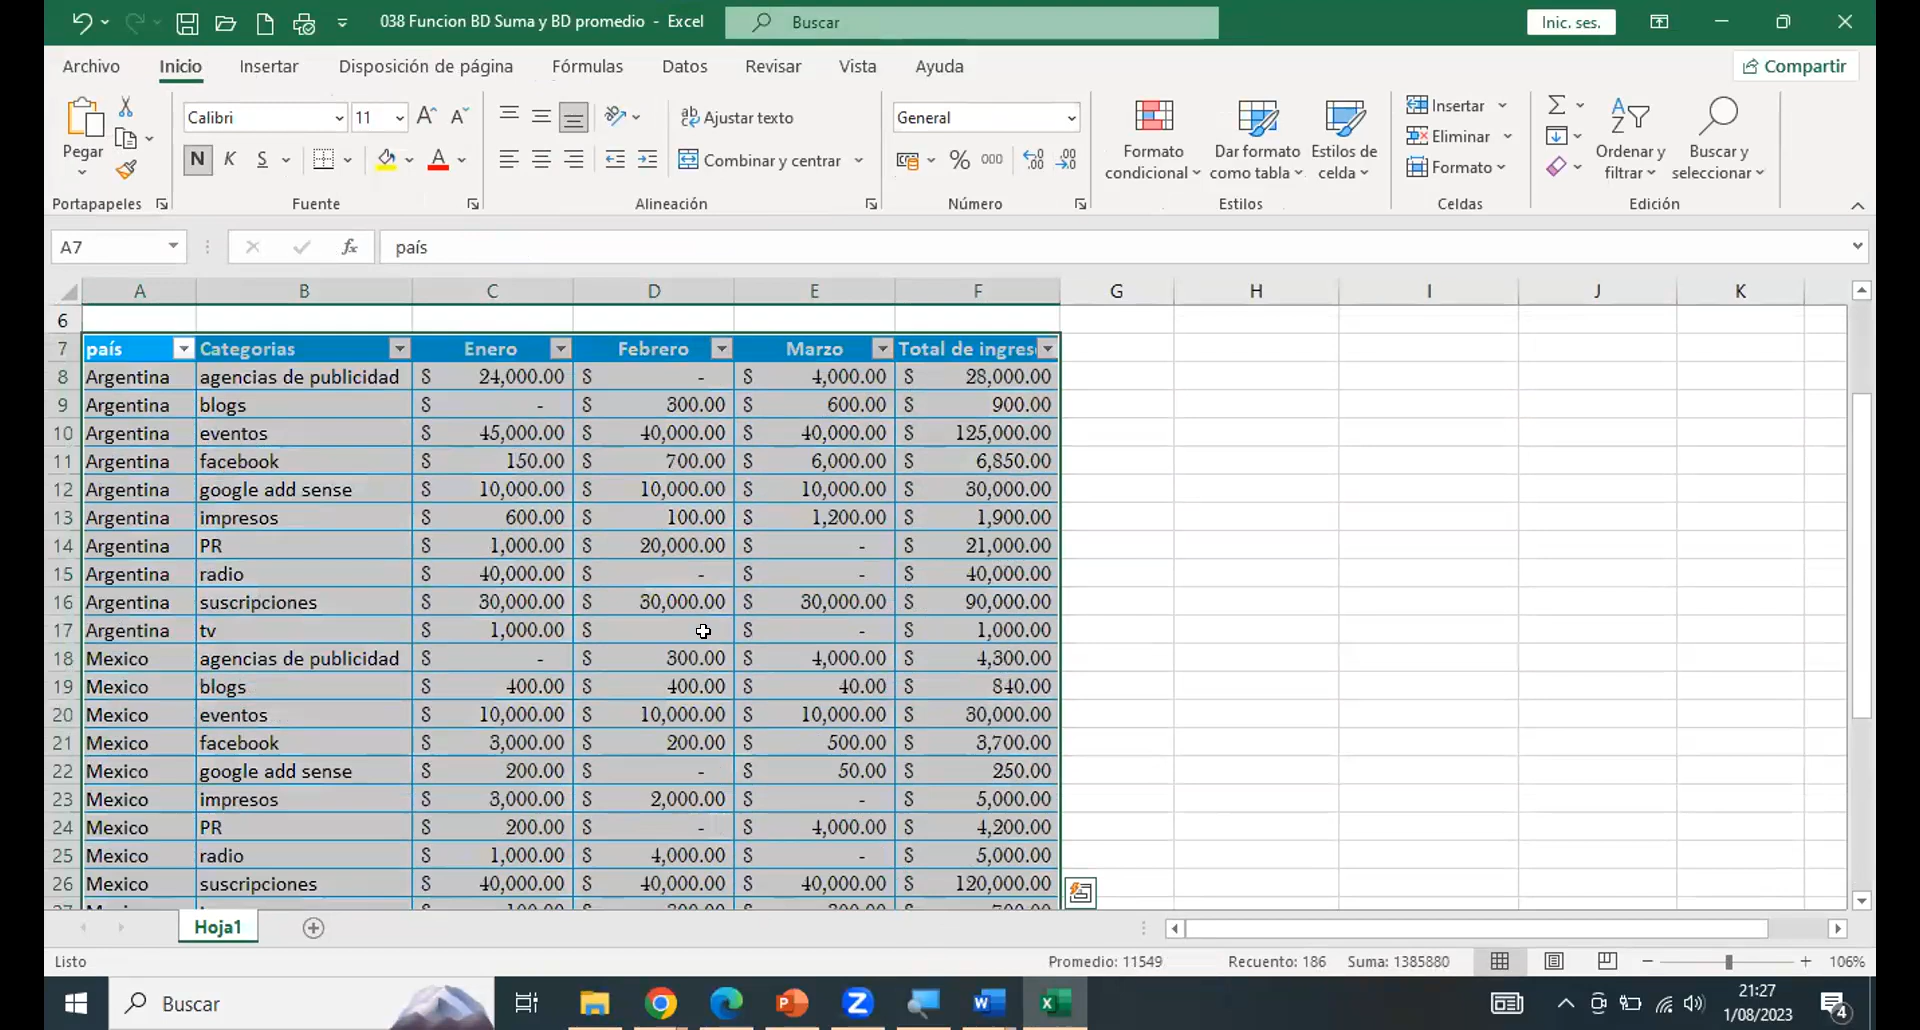 038 Funcion BD Suma y BD promedio - Excel
Buscar
Inic. ses.
Archivo Inicio Insertar Disposición de página Fórmulas Datos Revisar Vista Ayuda
Compartir
Pegar
Calibri 11
N K S
Ajustar texto
Combinar y centrar
General
% 000
Formato condicional
Dar formato como tabla
Estilos de celda
Insertar
Eliminar
Formato
Ordenar y filtrar
Buscar y seleccionar
Portapapeles Fuente Alineación Número Estilos Celdas Edición
A7 fx país
A B C D E F G H I J K
6
7 país Categorias Enero Febrero Marzo Total de ingres
8 Argentina agencias de publicidad $ 24,000.00 $ - $ 4,000.00 $ 28,000.00
9 Argentina blogs $ - $ 300.00 $ 600.00 $ 900.00
10 Argentina eventos $ 45,000.00 $ 40,000.00 $ 40,000.00 $ 125,000.00
11 Argentina facebook $ 150.00 $ 700.00 $ 6,000.00 $ 6,850.00
12 Argentina google add sense $ 10,000.00 $ 10,000.00 $ 10,000.00 $ 30,000.00
13 Argentina impresos $ 600.00 $ 100.00 $ 1,200.00 $ 1,900.00
14 Argentina PR $ 1,000.00 $ 20,000.00 $ - $ 21,000.00
15 Argentina radio $ 40,000.00 $ - $ - $ 40,000.00
16 Argentina suscripciones $ 30,000.00 $ 30,000.00 $ 30,000.00 $ 90,000.00
17 Argentina tv $ 1,000.00 $ $ - $ 1,000.00
18 Mexico agencias de publicidad $ - $ 300.00 $ 4,000.00 $ 4,300.00
19 Mexico blogs $ 400.00 $ 400.00 $ 40.00 $ 840.00
20 Mexico eventos $ 10,000.00 $ 10,000.00 $ 10,000.00 $ 30,000.00
21 Mexico facebook $ 3,000.00 $ 200.00 $ 500.00 $ 3,700.00
22 Mexico google add sense $ 200.00 $ - $ 50.00 $ 250.00
23 Mexico impresos $ 3,000.00 $ 2,000.00 $ - $ 5,000.00
24 Mexico PR $ 200.00 $ - $ 4,000.00 $ 4,200.00
25 Mexico radio $ 1,000.00 $ 4,000.00 $ - $ 5,000.00
26 Mexico suscripciones $ 40,000.00 $ 40,000.00 $ 40,000.00 $ 120,000.00
Hoja1
Listo Promedio: 11549 Recuento: 186 Suma: 1385880 106%
Buscar
21:27
1/08/2023
4